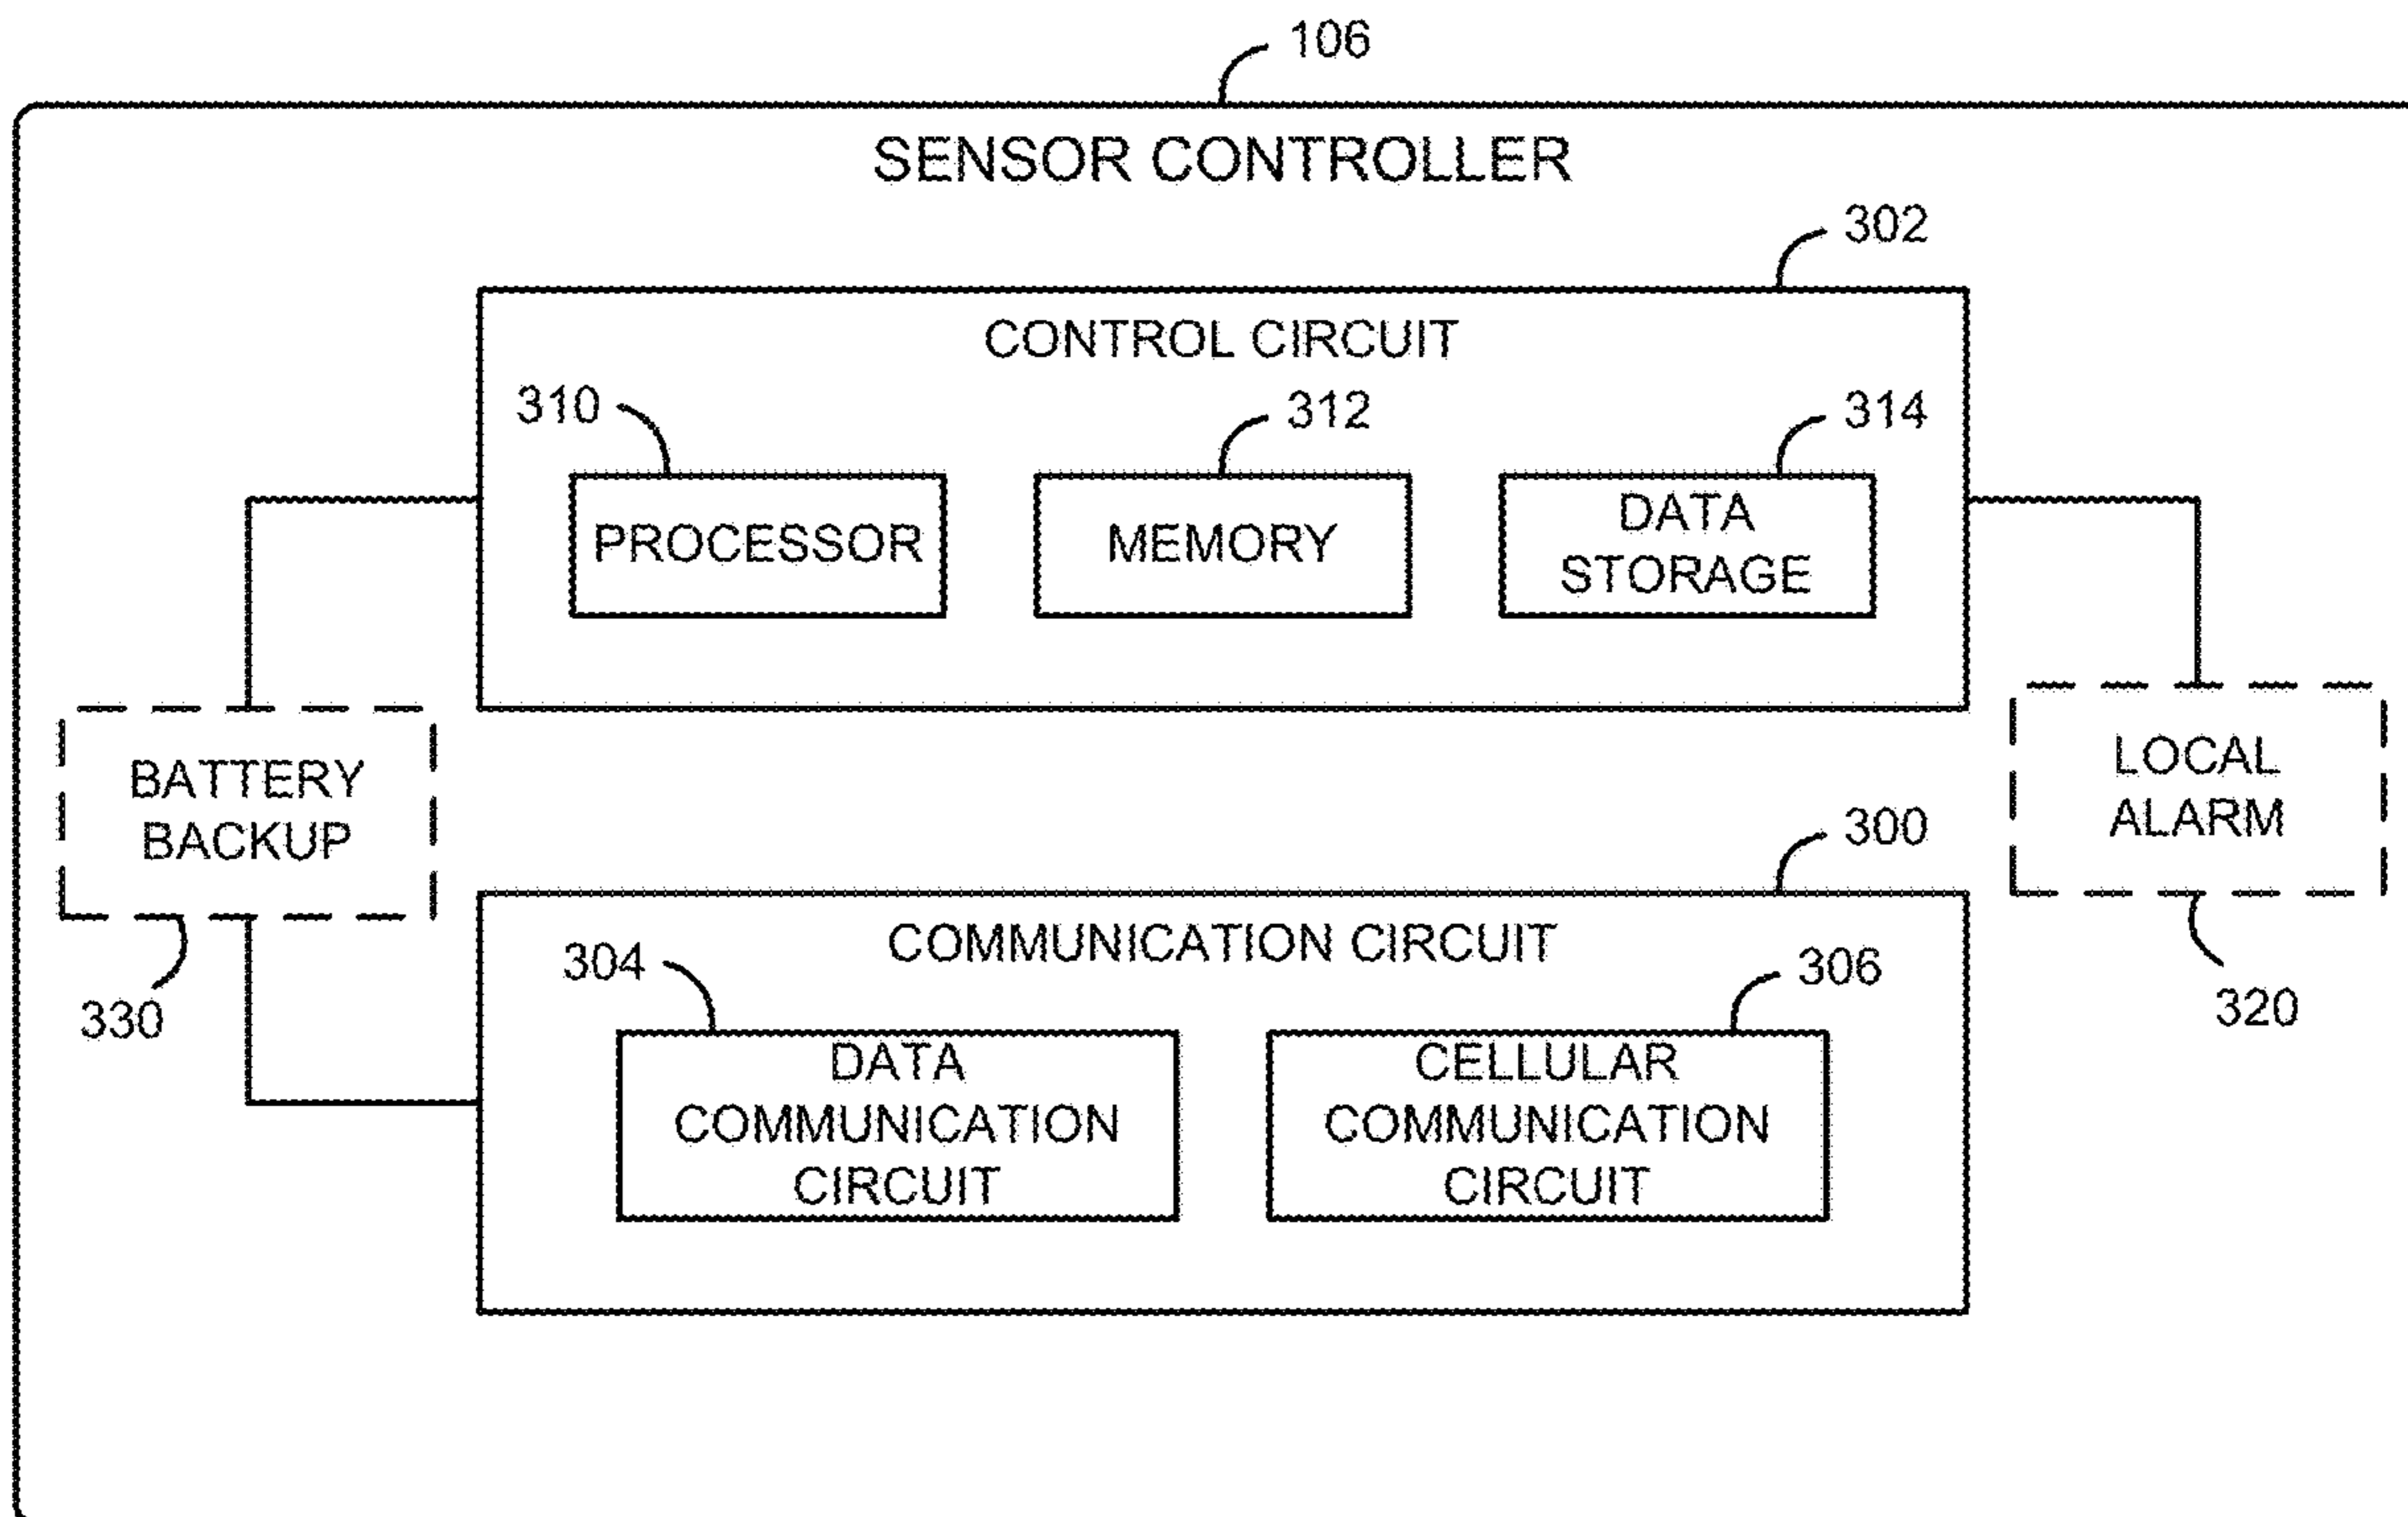 106
SENSOR CONTROLLER
302
CONTROL CIRCUIT
310
312
314
PROCESSOR
MEMORY
DATA
STORAGE
BATTERY
BACKUP
330
LOCAL
ALARM
320
300
COMMUNICATION CIRCUIT
304
306
DATA
COMMUNICATION
CIRCUIT
CELLULAR
COMMUNICATION
CIRCUIT